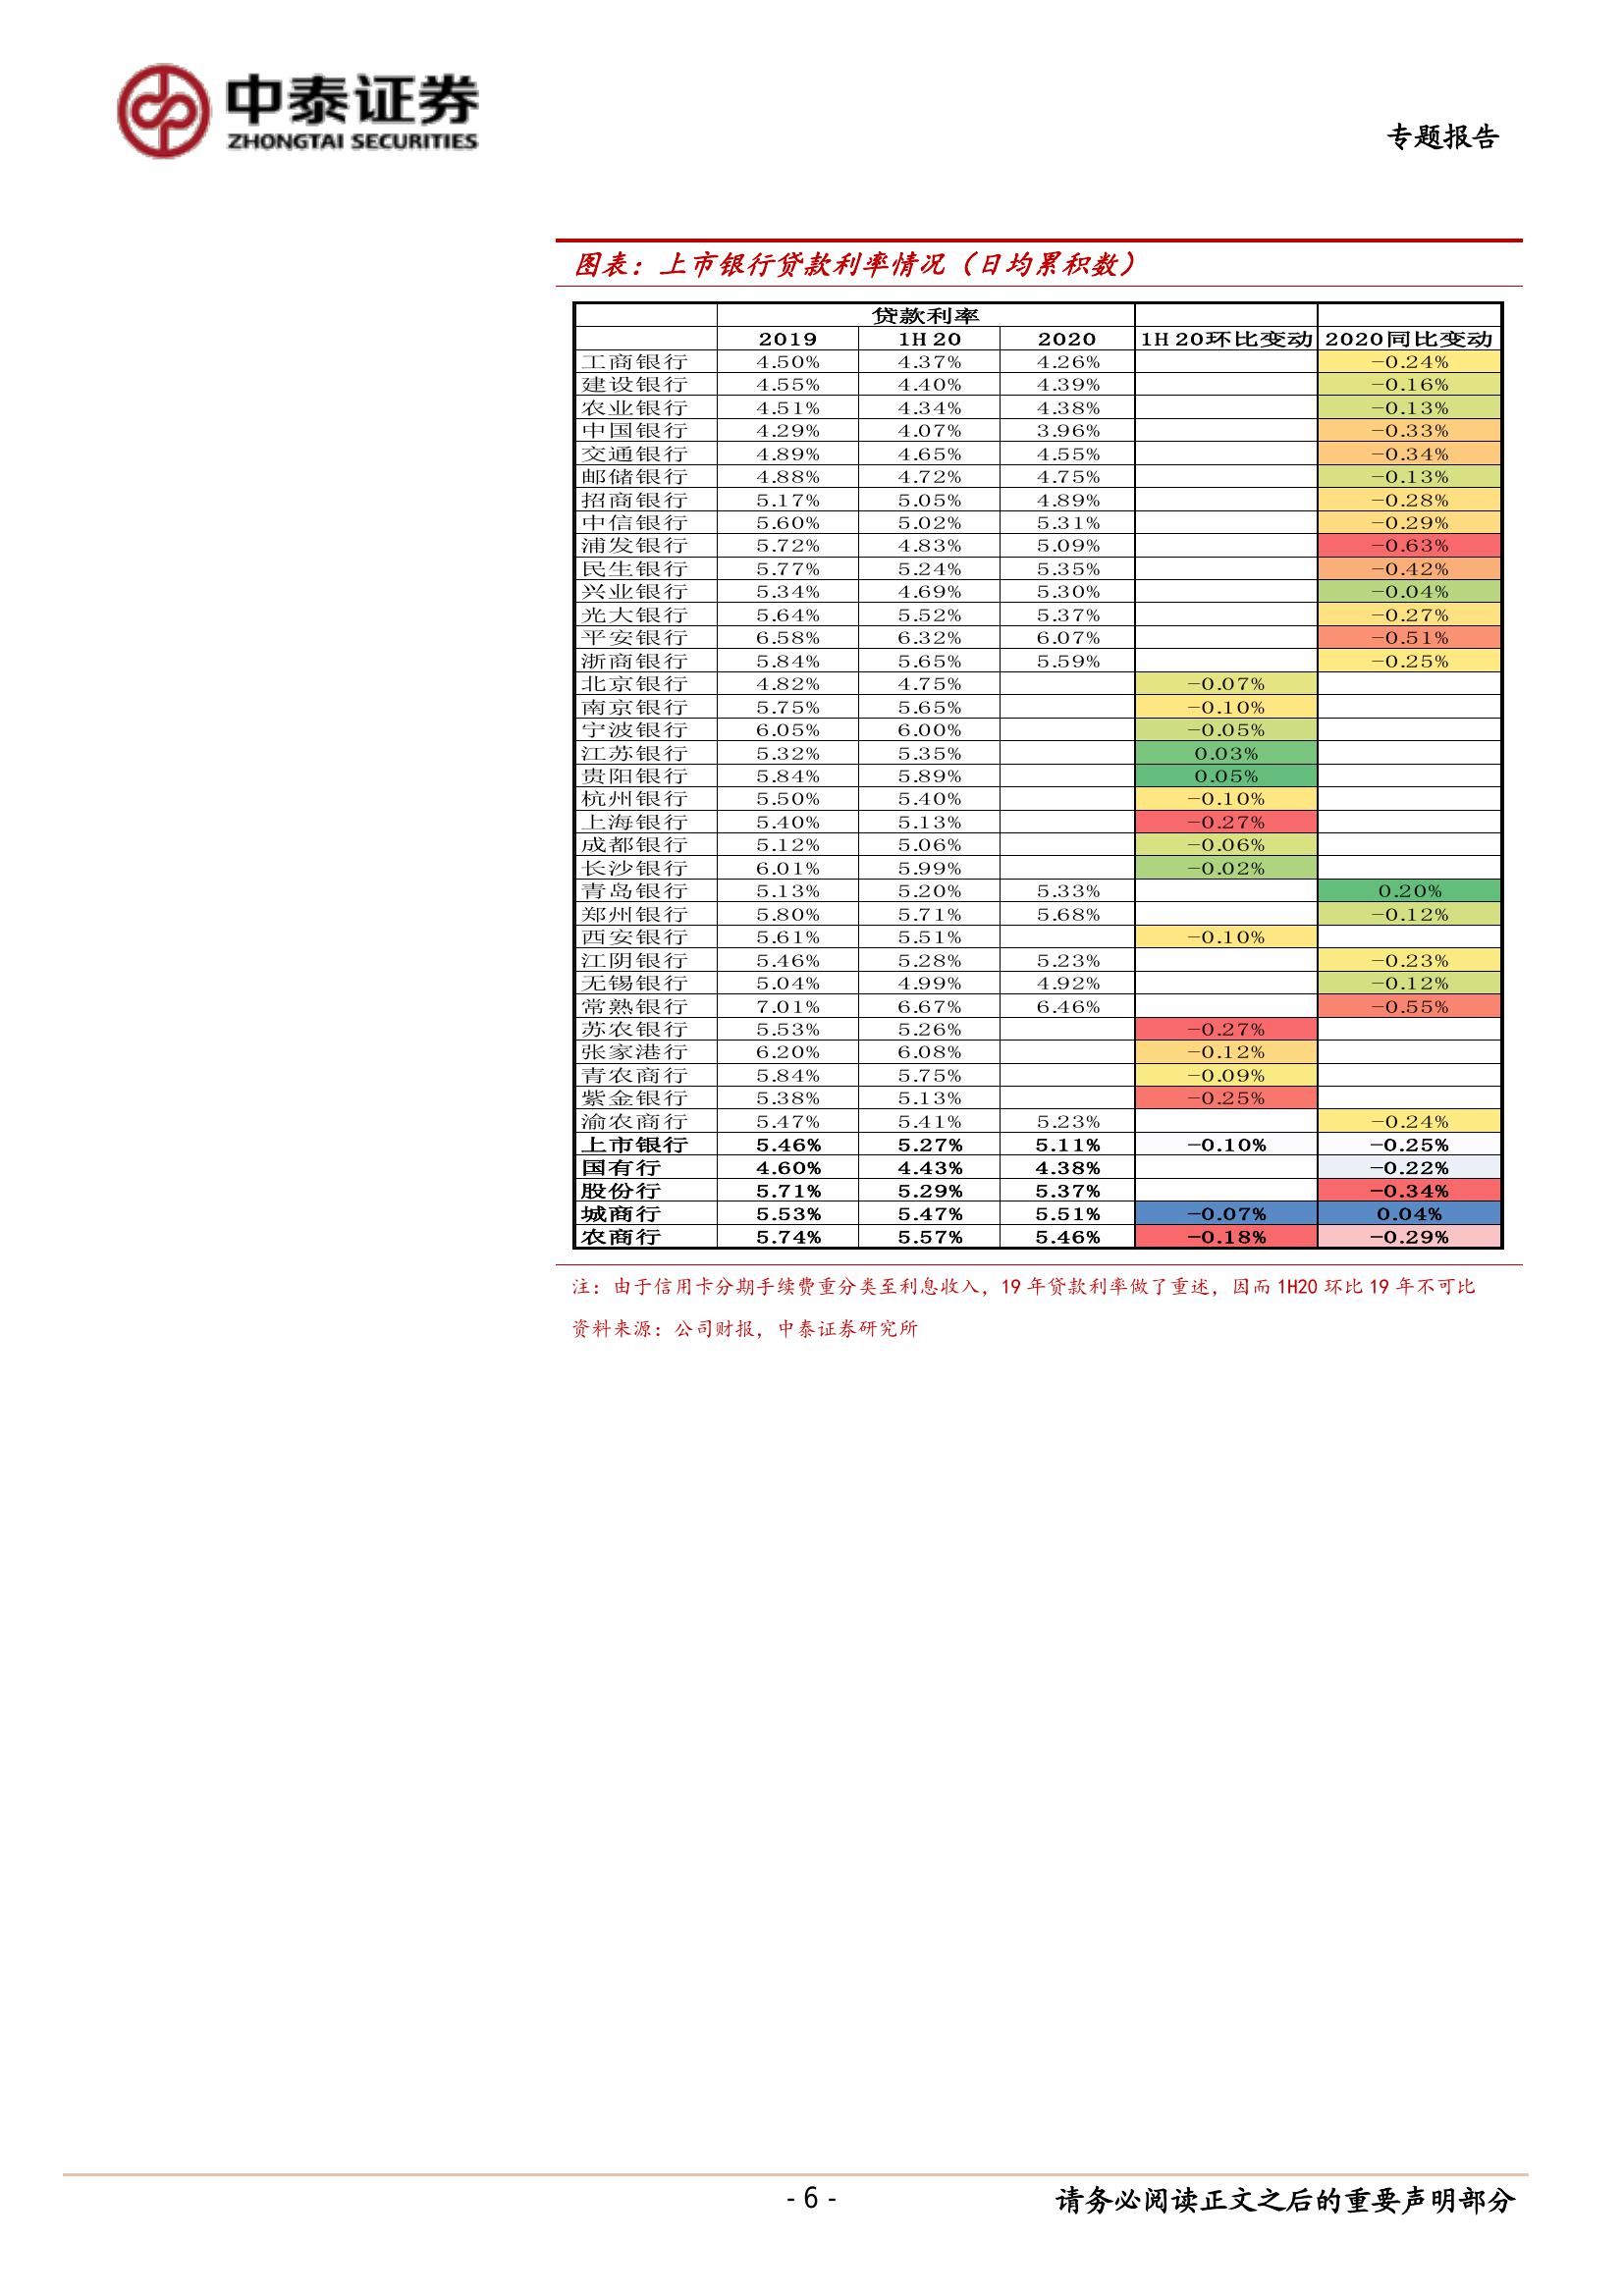 中泰证券
ZHONGTAI SECURITIES
专题报告
图表：上市银行贷款利率情况（日均累积数）
贷款利率
2019 1H20 2020 1H20环比变动 2020同比变动
工商银行 4.50% 4.37% 4.26% -0.24%
建设银行 4.55% 4.40% 4.39% -0.16%
农业银行 4.51% 4.34% 4.38% -0.13%
中国银行 4.29% 4.07% 3.96% -0.33%
交通银行 4.89% 4.65% 4.55% -0.34%
邮储银行 4.88% 4.72% 4.75% -0.13%
招商银行 5.17% 5.05% 4.89% -0.28%
中信银行 5.60% 5.02% 5.31% -0.29%
浦发银行 5.72% 4.83% 5.09% -0.63%
民生银行 5.77% 5.24% 5.35% -0.42%
兴业银行 5.34% 4.69% 5.30% -0.04%
光大银行 5.64% 5.52% 5.37% -0.27%
平安银行 6.58% 6.32% 6.07% -0.51%
浙商银行 5.84% 5.65% 5.59% -0.25%
北京银行 4.82% 4.75% -0.07%
南京银行 5.75% 5.65% -0.10%
宁波银行 6.05% 6.00% -0.05%
江苏银行 5.32% 5.35% 0.03%
贵阳银行 5.84% 5.89% 0.05%
杭州银行 5.50% 5.40% -0.10%
上海银行 5.40% 5.13% -0.27%
成都银行 5.12% 5.06% -0.06%
长沙银行 6.01% 5.99% -0.02%
青岛银行 5.13% 5.20% 5.33% 0.20%
郑州银行 5.80% 5.71% 5.68% -0.12%
西安银行 5.61% 5.51% -0.10%
江阴银行 5.46% 5.28% 5.23% -0.23%
无锡银行 5.04% 4.99% 4.92% -0.12%
常熟银行 7.01% 6.67% 6.46% -0.55%
苏农银行 5.53% 5.26% -0.27%
张家港行 6.20% 6.08% -0.12%
青农商行 5.84% 5.75% -0.09%
紫金银行 5.38% 5.13% -0.25%
渝农商行 5.47% 5.41% 5.23% -0.24%
上市银行 5.46% 5.27% 5.11% -0.10% -0.25%
国有行 4.60% 4.43% 4.38% -0.22%
股份行 5.71% 5.29% 5.37% -0.34%
城商行 5.53% 5.47% 5.51% -0.07% 0.04%
农商行 5.74% 5.57% 5.46% -0.18% -0.29%
注：由于信用卡分期手续费重分类至利息收入，19 年贷款利率做了重述，因而 1H20 环比 19 年不可比
资料来源：公司财报，中泰证券研究所
- 6 -
请务必阅读正文之后的重要声明部分